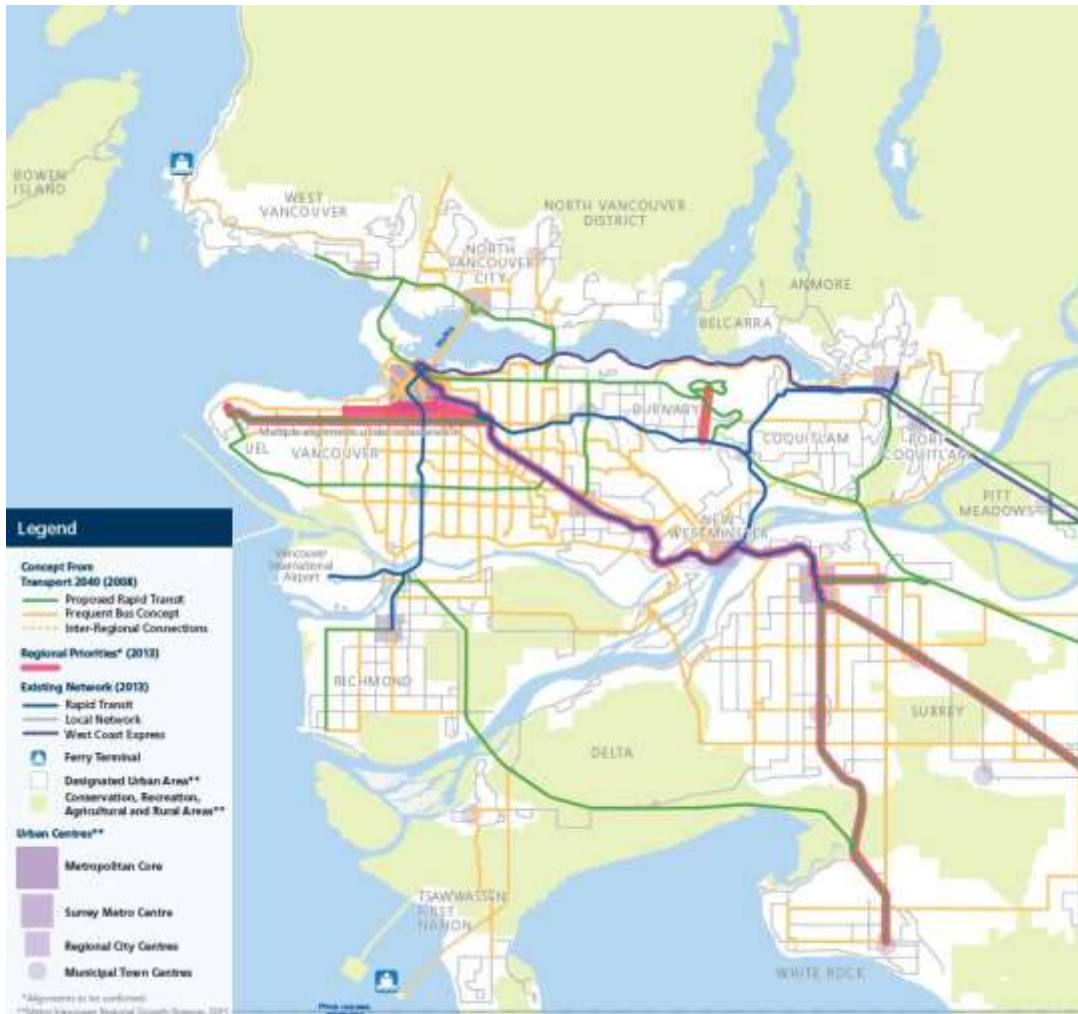 BOWEN
ISLAND
WEST
VANCOUVER
NORTH VANCOUVER
DISTRICT
NORTH
VANCOUVER
CITY
ANMORE
BELCARRA
BURNABY
COQUITLAM
PORT
COQUITLAM
UEL
VANCOUVER
PITT
MEADOWS
NEW
WESTMINSTER
Vancouver
International
Airport
RICHMOND
SURREY
DELTA
TSAWWASSEN
FIRST
NATION
WHITE ROCK
Legend
Concept From
Transport 2040 (2008)
Proposed Rapid Transit
Frequent Bus Concept
Inter-Regional Connections
Regional Priorities* (2013)
Existing Network (2013)
Rapid Transit
Local Network
West Coast Express
Ferry Terminal
Designated Urban Area**
Conservation, Recreation,
Agricultural and Rural Areas**
Urban Centres**
Metropolitan Core
Surrey Metro Centre
Regional City Centres
Municipal Town Centres
*Alignments to be confirmed